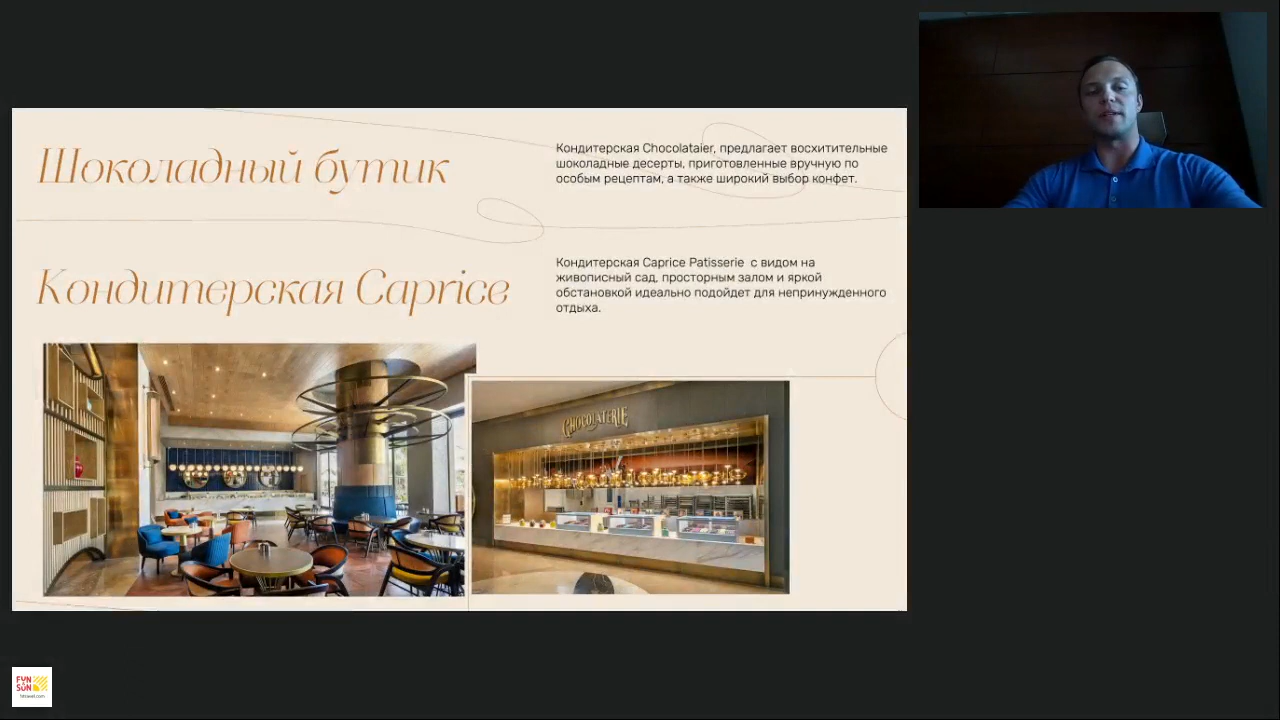 Шоколадный бутик
Кондитерская Chocolataier, предлагает восхитительные
шоколадные десерты, приготовленные вручную по
особым рецептам, а также широкий выбор конфет.
Кондитерская Caprice
Кондитерская Caprice Patisserie с видом на
живописный сад, просторным залом и яркой
обстановкой идеально подойдет для непринужденного
отдыха.
CHOCOLATERIE
FUN
&SUN
fstravel.com